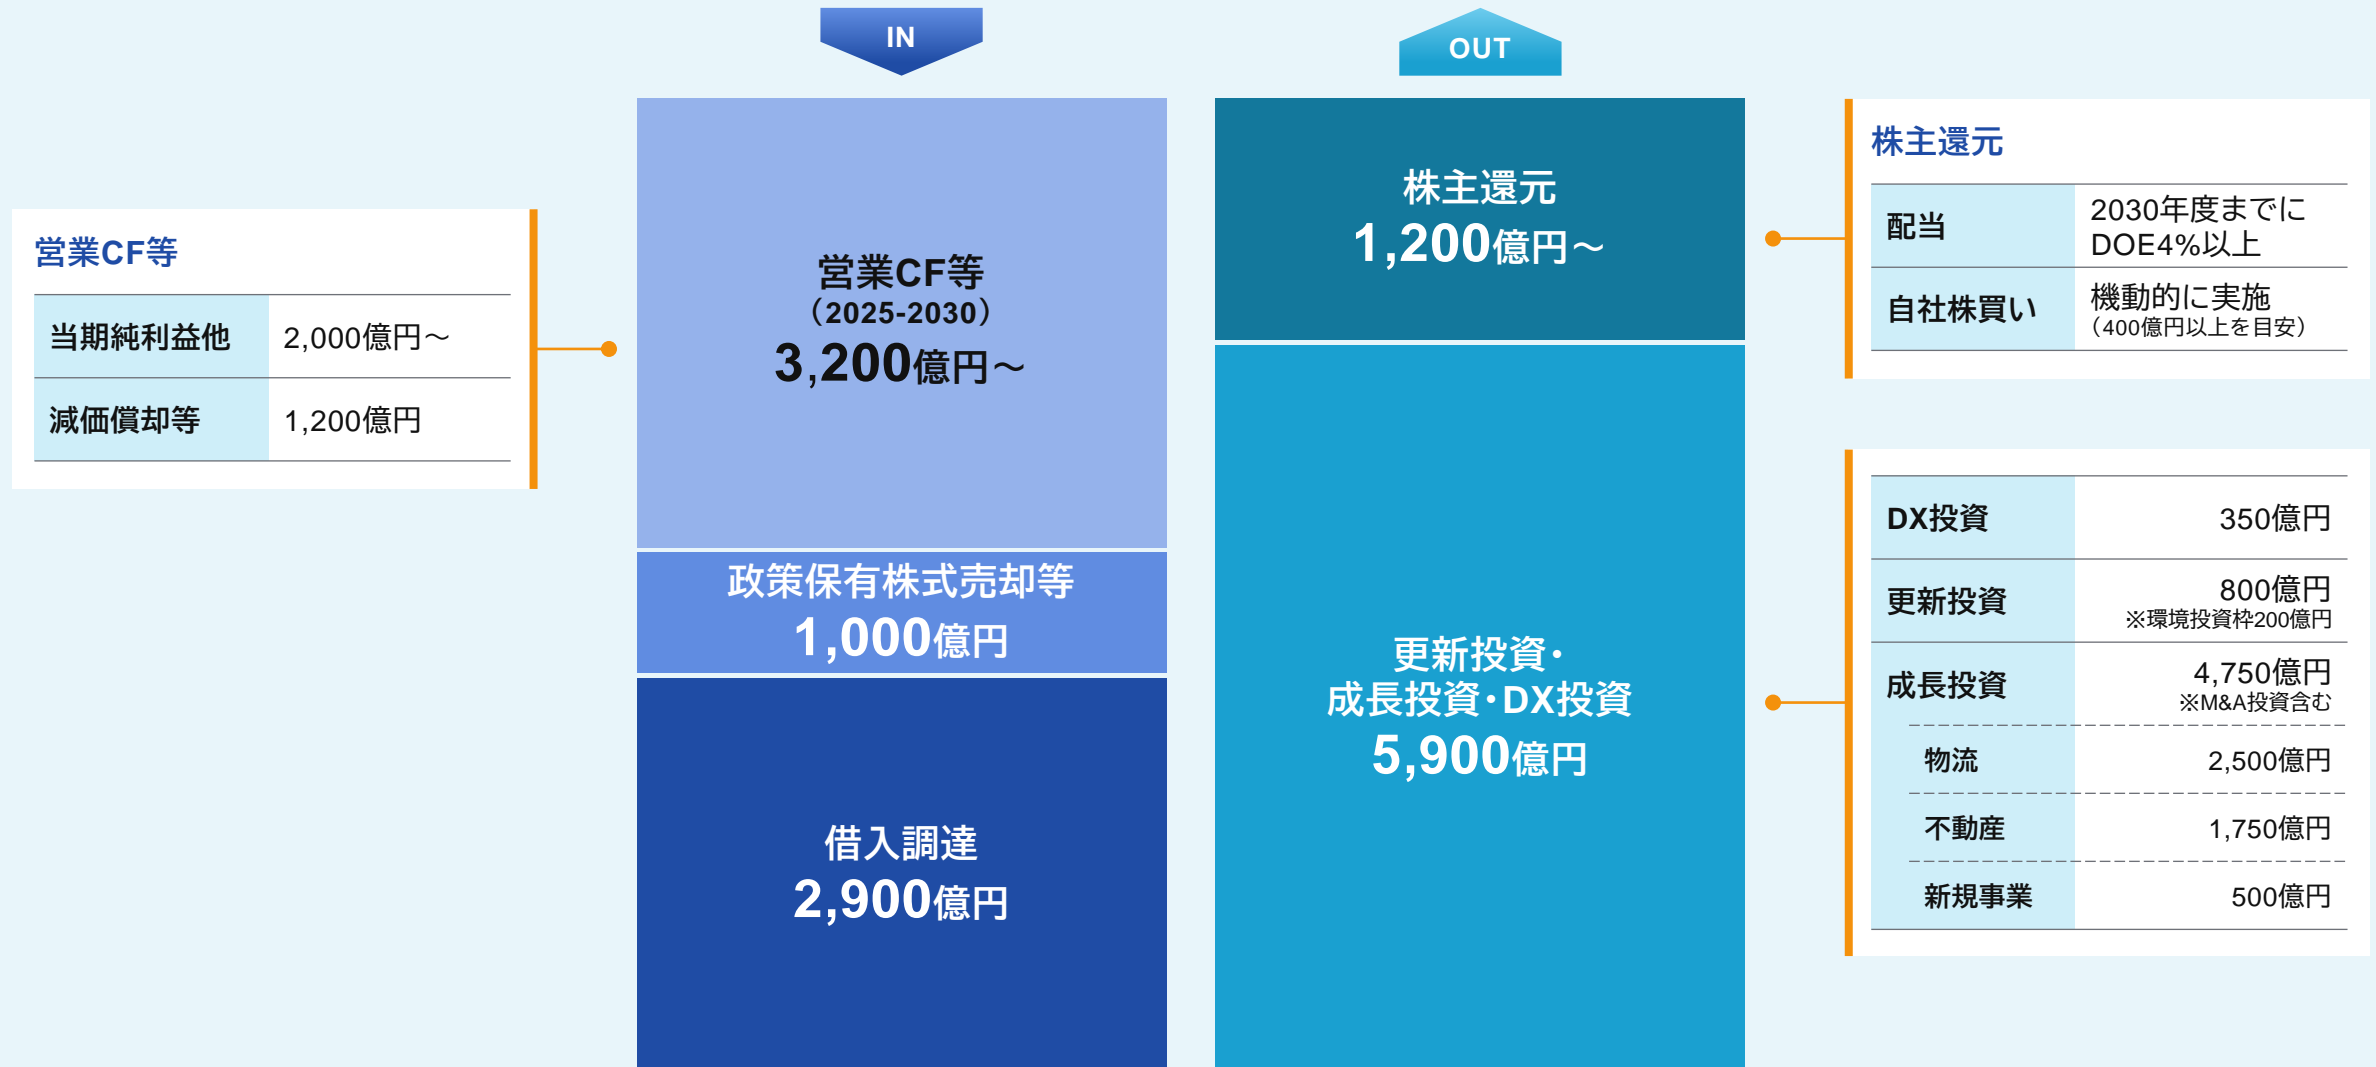 IN
OUT
営業CF等
当期純利益他 2,000億円～
減価償却等 1,200億円
営業CF等
（2025-2030）
3,200億円～
政策保有株式売却等
1,000億円
借入調達
2,900億円
株主還元
1,200億円～
更新投資・
成長投資・DX投資
5,900億円
株主還元
配当 2030年度までに
DOE4%以上
自社株買い 機動的に実施
（400億円以上を目安）
DX投資 350億円
更新投資 800億円
※環境投資枠200億円
成長投資 4,750億円
※M&A投資含む
物流 2,500億円
不動産 1,750億円
新規事業 500億円